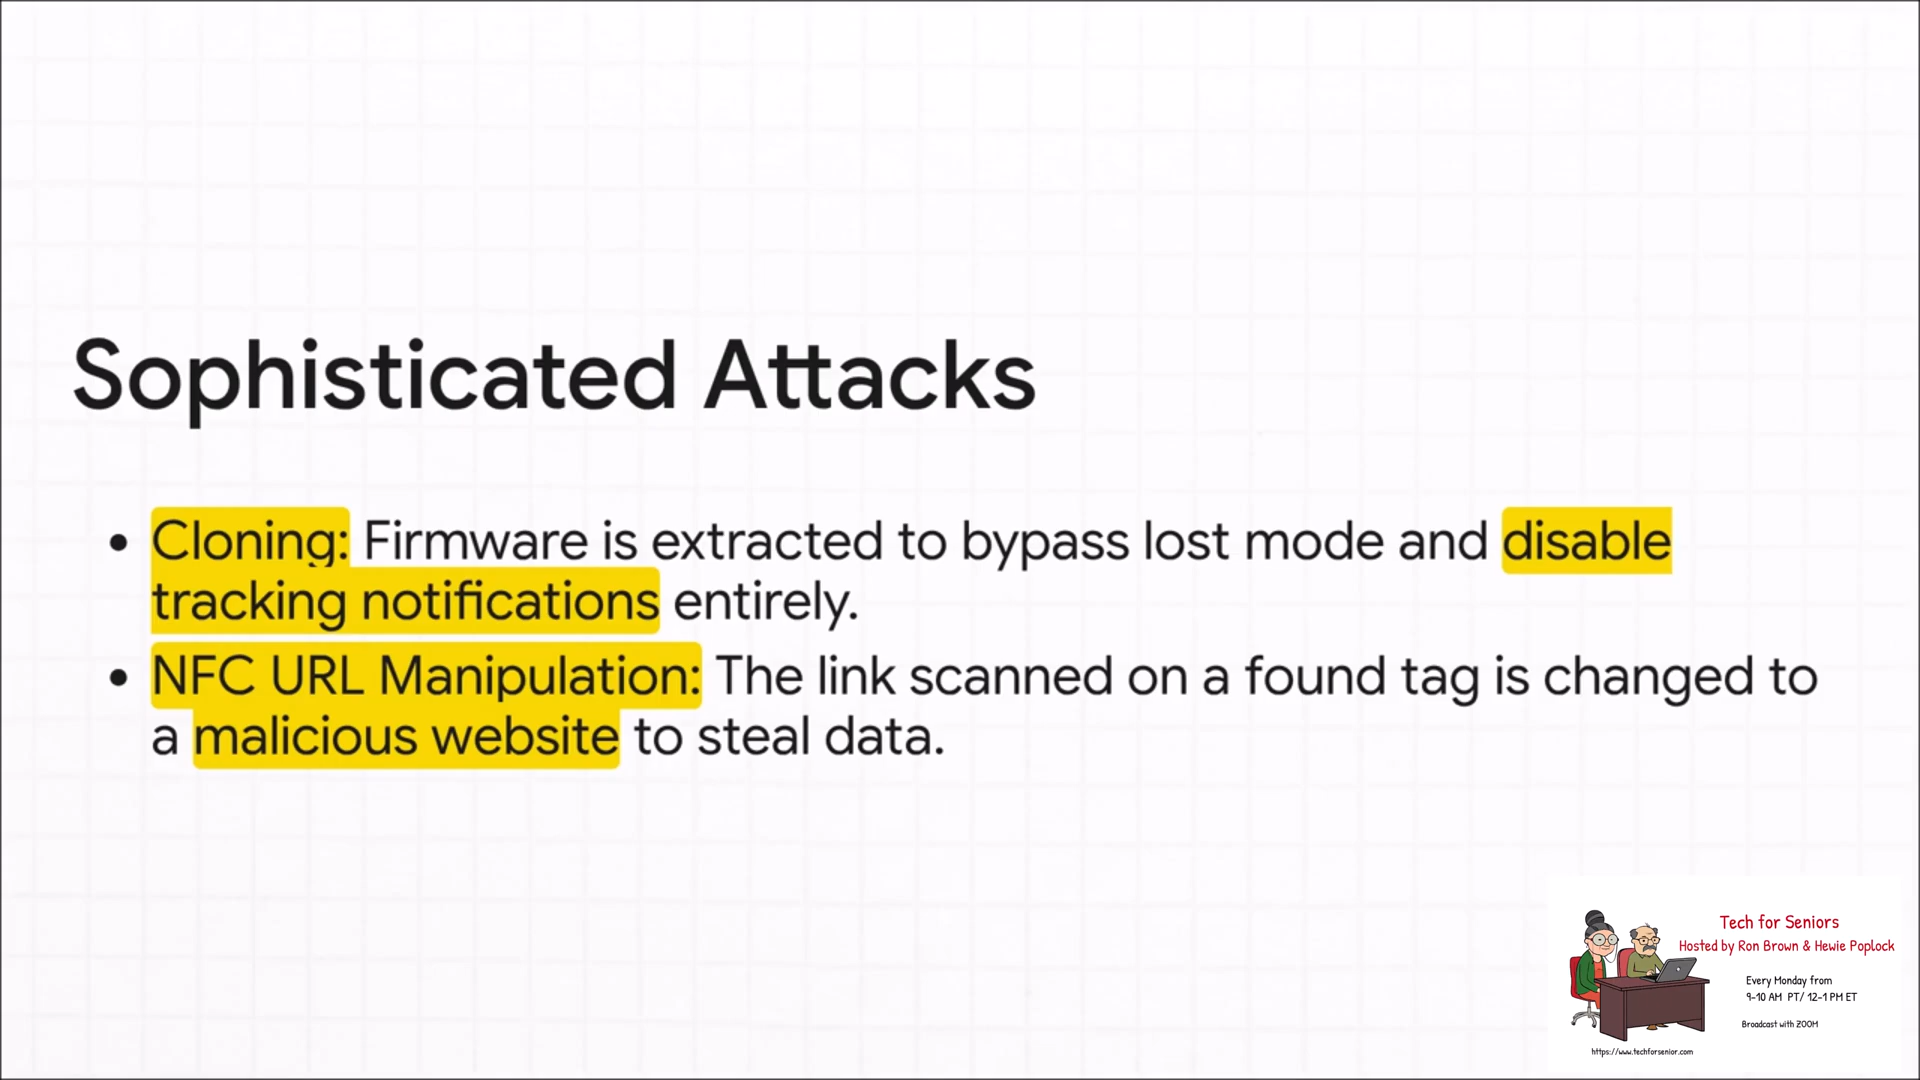 Sophisticated Attacks
• Cloning: Firmware is extracted to bypass lost mode and disable
tracking notifications entirely.
• NFC URL Manipulation: The link scanned on a found tag is changed to
a malicious website to steal data.
Tech for Seniors
Hosted by Ron Brown & Hewie Poplock
Every Monday from
9-10 AM PT/ 12-1 PM ET
Broadcast with ZOOM
https://www.techforsenior.com